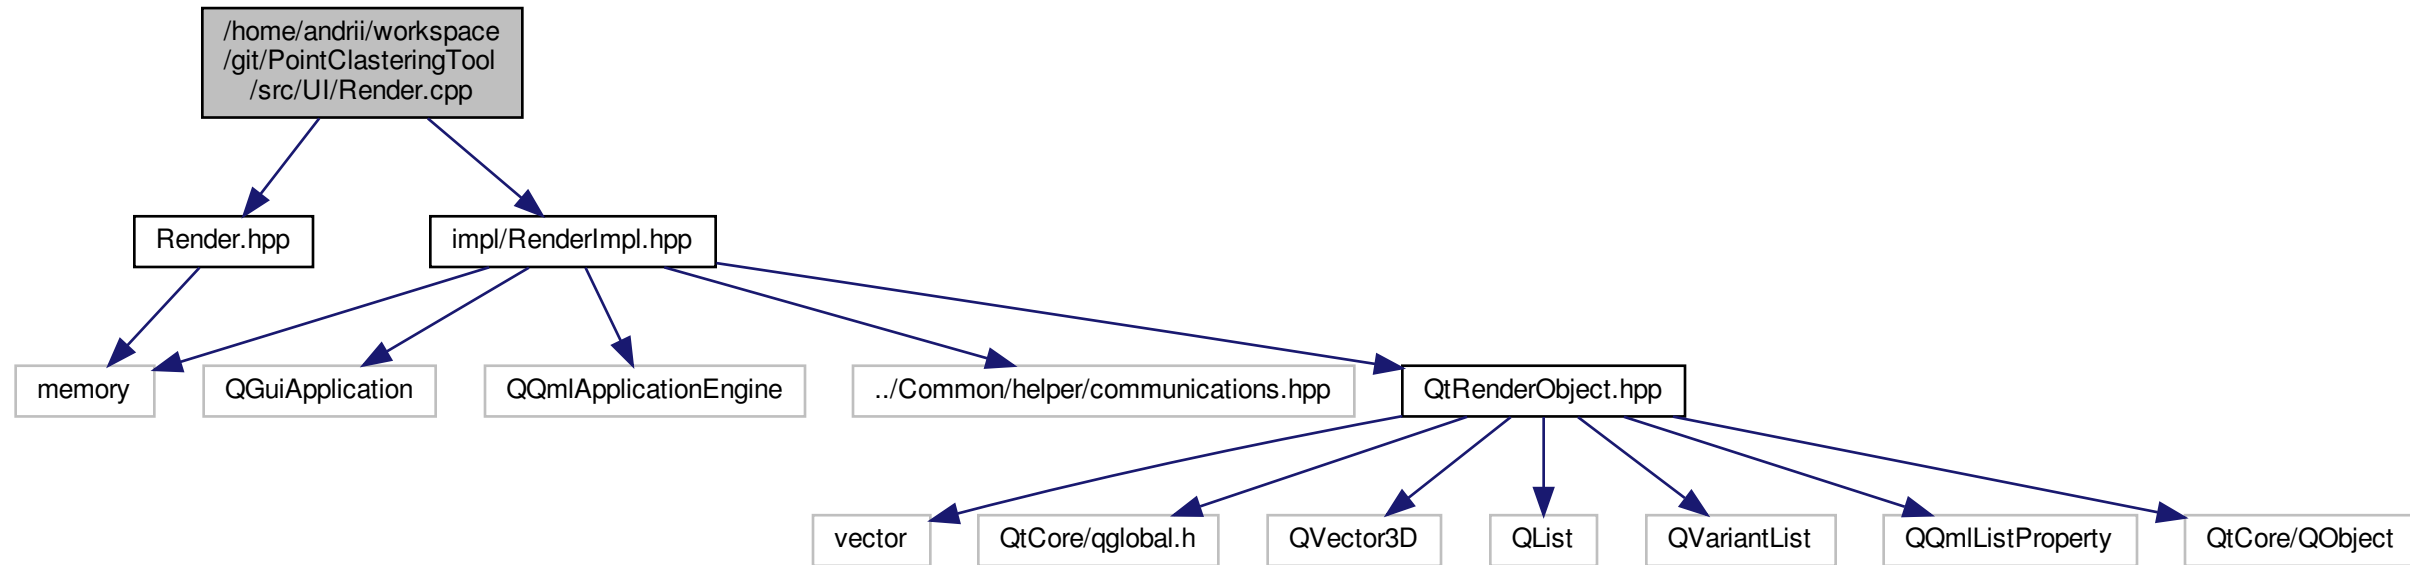 /home/andrii/workspace
/git/PointClasteringTool
/src/UI/Render.cpp
Render.hpp
impl/RenderImpl.hpp
memory
QGuiApplication
QQmlApplicationEngine
../Common/helper/communications.hpp
QtRenderObject.hpp
vector
QtCore/qglobal.h
QVector3D
QList
QVariantList
QQmlListProperty
QtCore/QObject